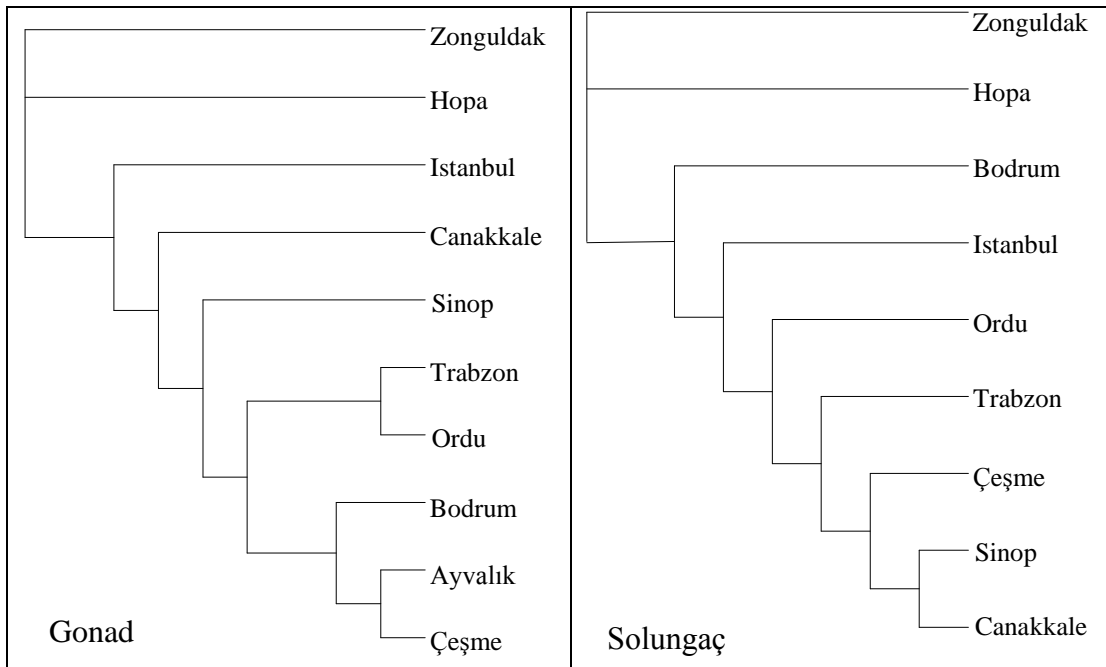 Zonguldak
Hopa
Istanbul
Canakkale
Sinop
Trabzon
Ordu
Bodrum
Ayvalık
Çeşme
Gonad
Zonguldak
Hopa
Bodrum
Istanbul
Ordu
Trabzon
Çeşme
Sinop
Canakkale
Solungaç